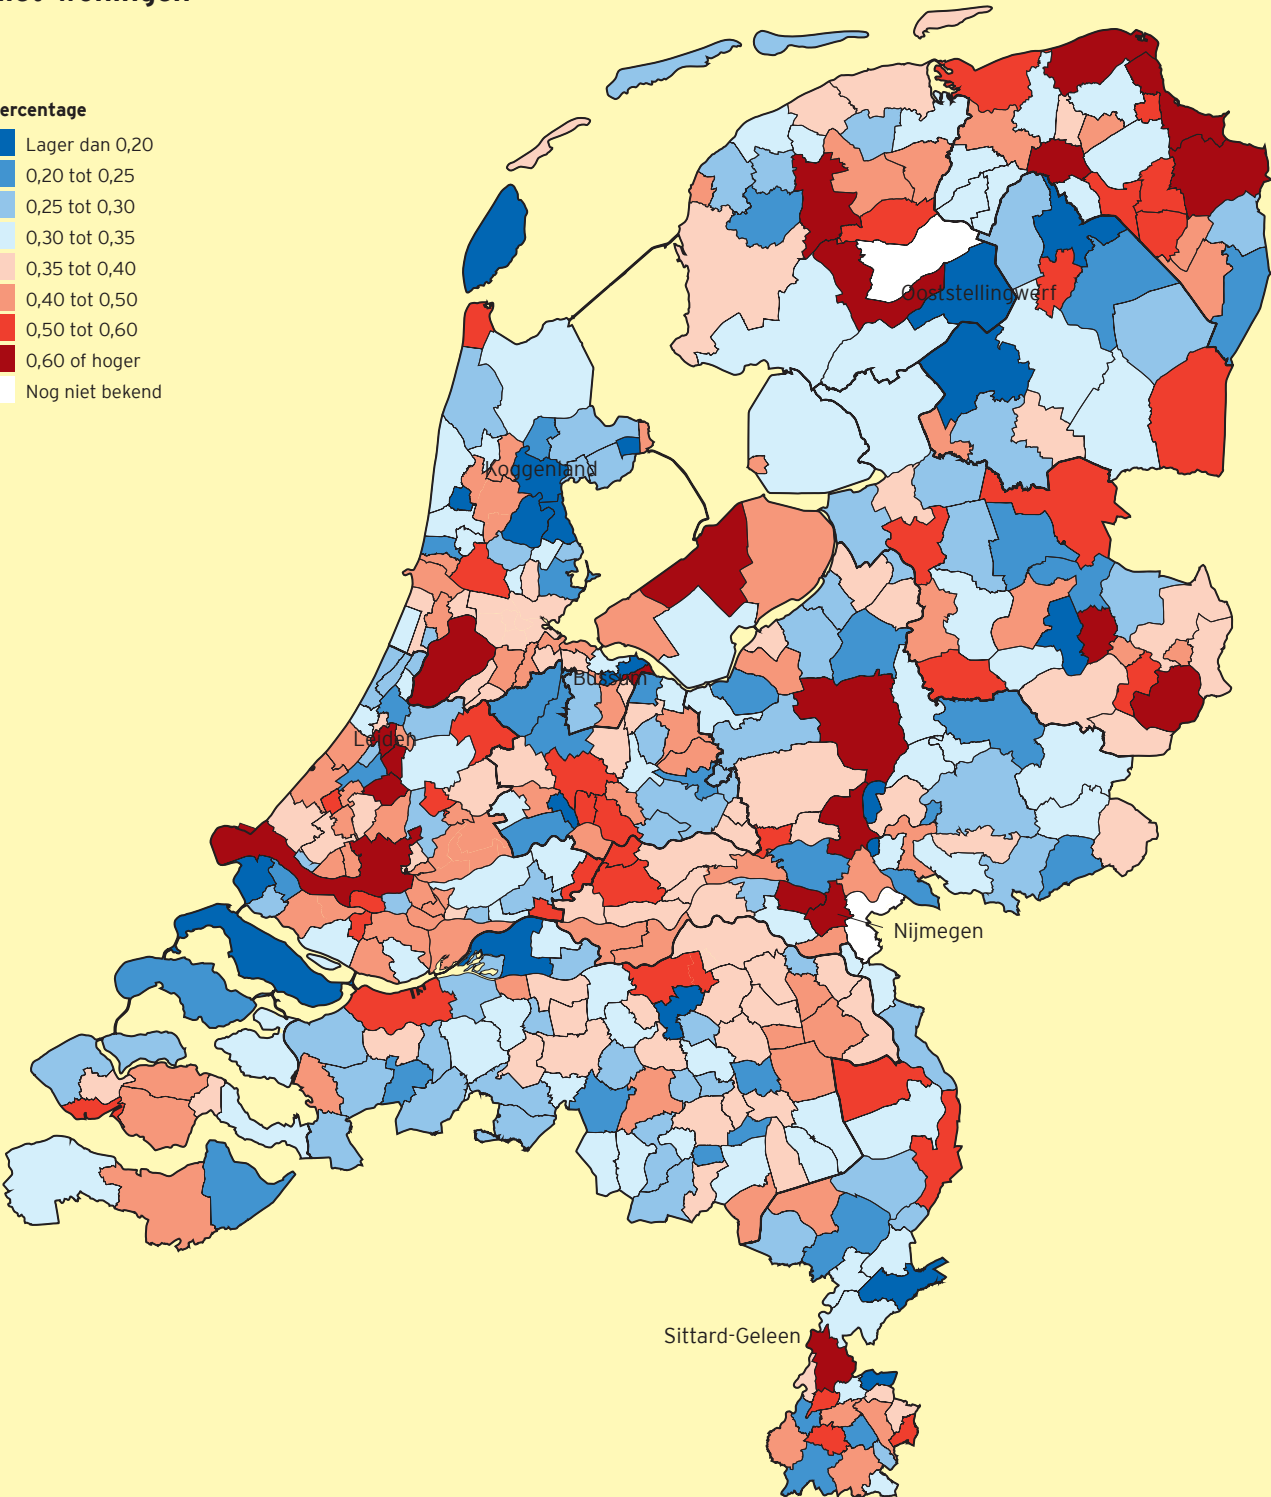 ercentage
Lager dan 0,20
0,20 tot 0,25
0,25 tot 0,30
0,30 tot 0,35
0,35 tot 0,40
0,40 tot 0,50
0,50 tot 0,60
0,60 of hoger
Nog niet bekend
Ooststellingwerf
Koggenland
Bussum
Leiden
Nijmegen
Sittard-Geleen